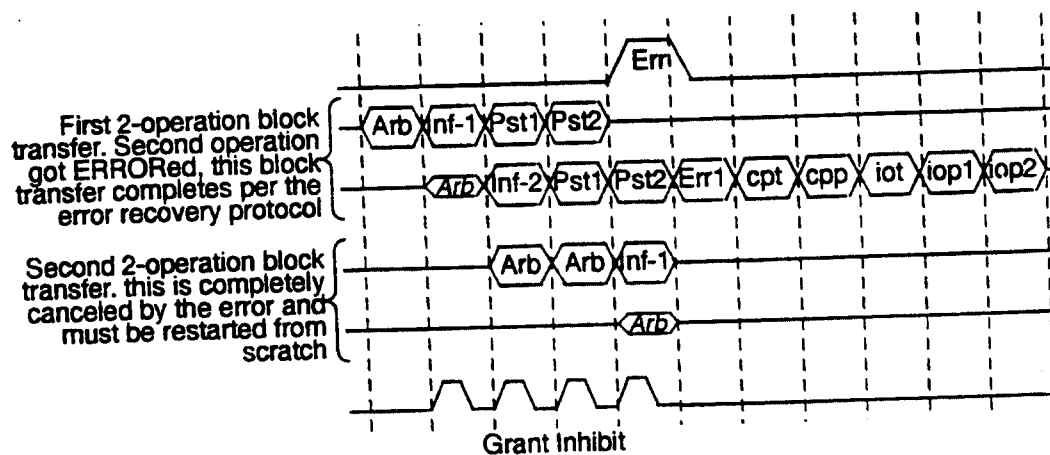 Err
First 2-operation block
transfer. Second operation
got ERRORed, this block
transfer completes per the
error recovery protocol
Arb Inf-1 Pst1 Pst2
Arb Inf-2 Pst1 Pst2 Err1 cpt cpp iot iop1 iop2
Second 2-operation block
transfer. this is completely
canceled by the error and
must be restarted from
scratch
Arb Arb Inf-1
Arb
Grant Inhibit